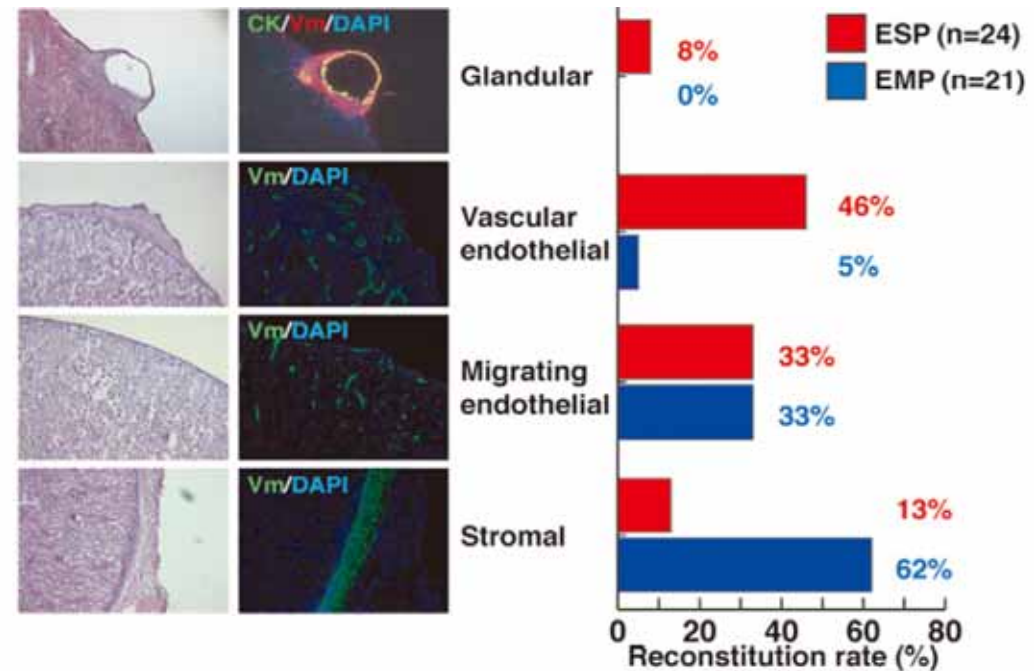 CK/Vm/DAPI
Glandular
8%
0%
ESP (n=24)
EMP (n=21)
Vm/DAPI
Vascular
endothelial
46%
5%
Vm/DAPI
Migrating
endothelial
33%
33%
Vm/DAPI
Stromal
13%
62%
0 20 40 60 80
Reconstitution rate (%)